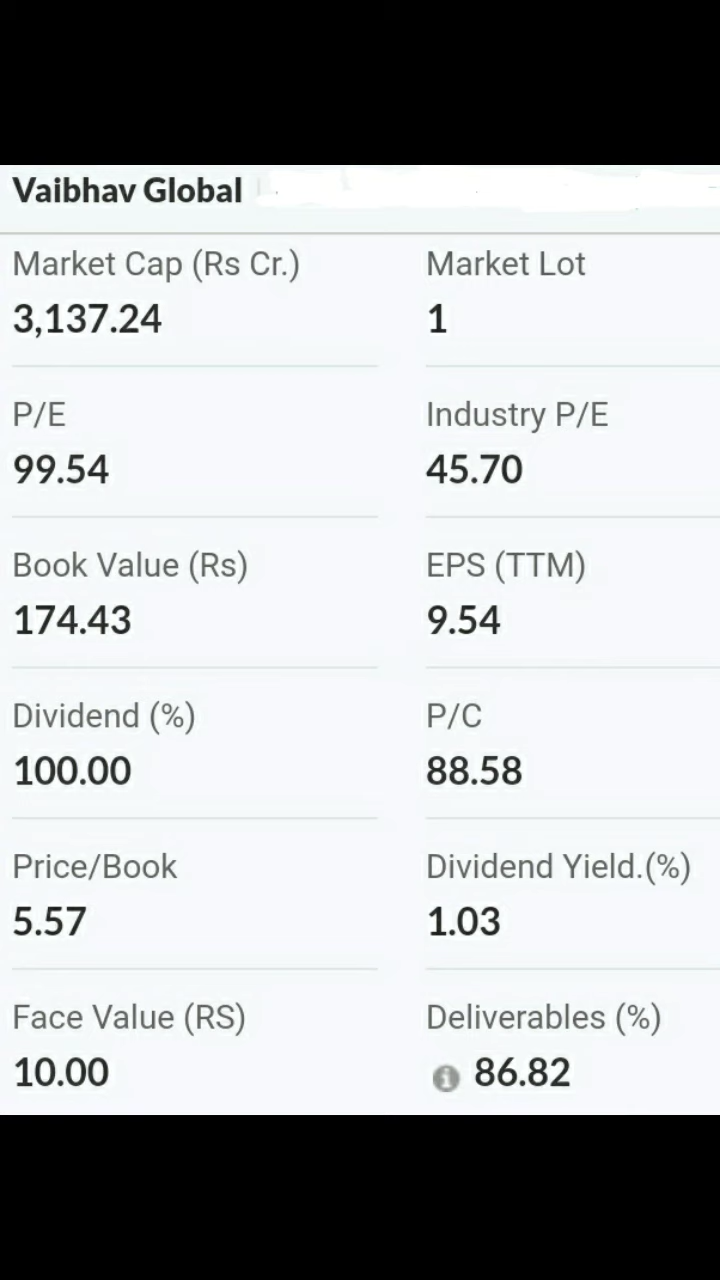 Vaibhav Global
Market Cap (Rs Cr.) Market Lot
3,137.24 1
P/E Industry P/E
99.54 45.70
Book Value (Rs) EPS (TTM)
174.43 9.54
Dividend (%) P/C
100.00 88.58
Price/Book Dividend Yield.(%)
5.57 1.03
Face Value (RS) Deliverables (%)
10.00 86.82